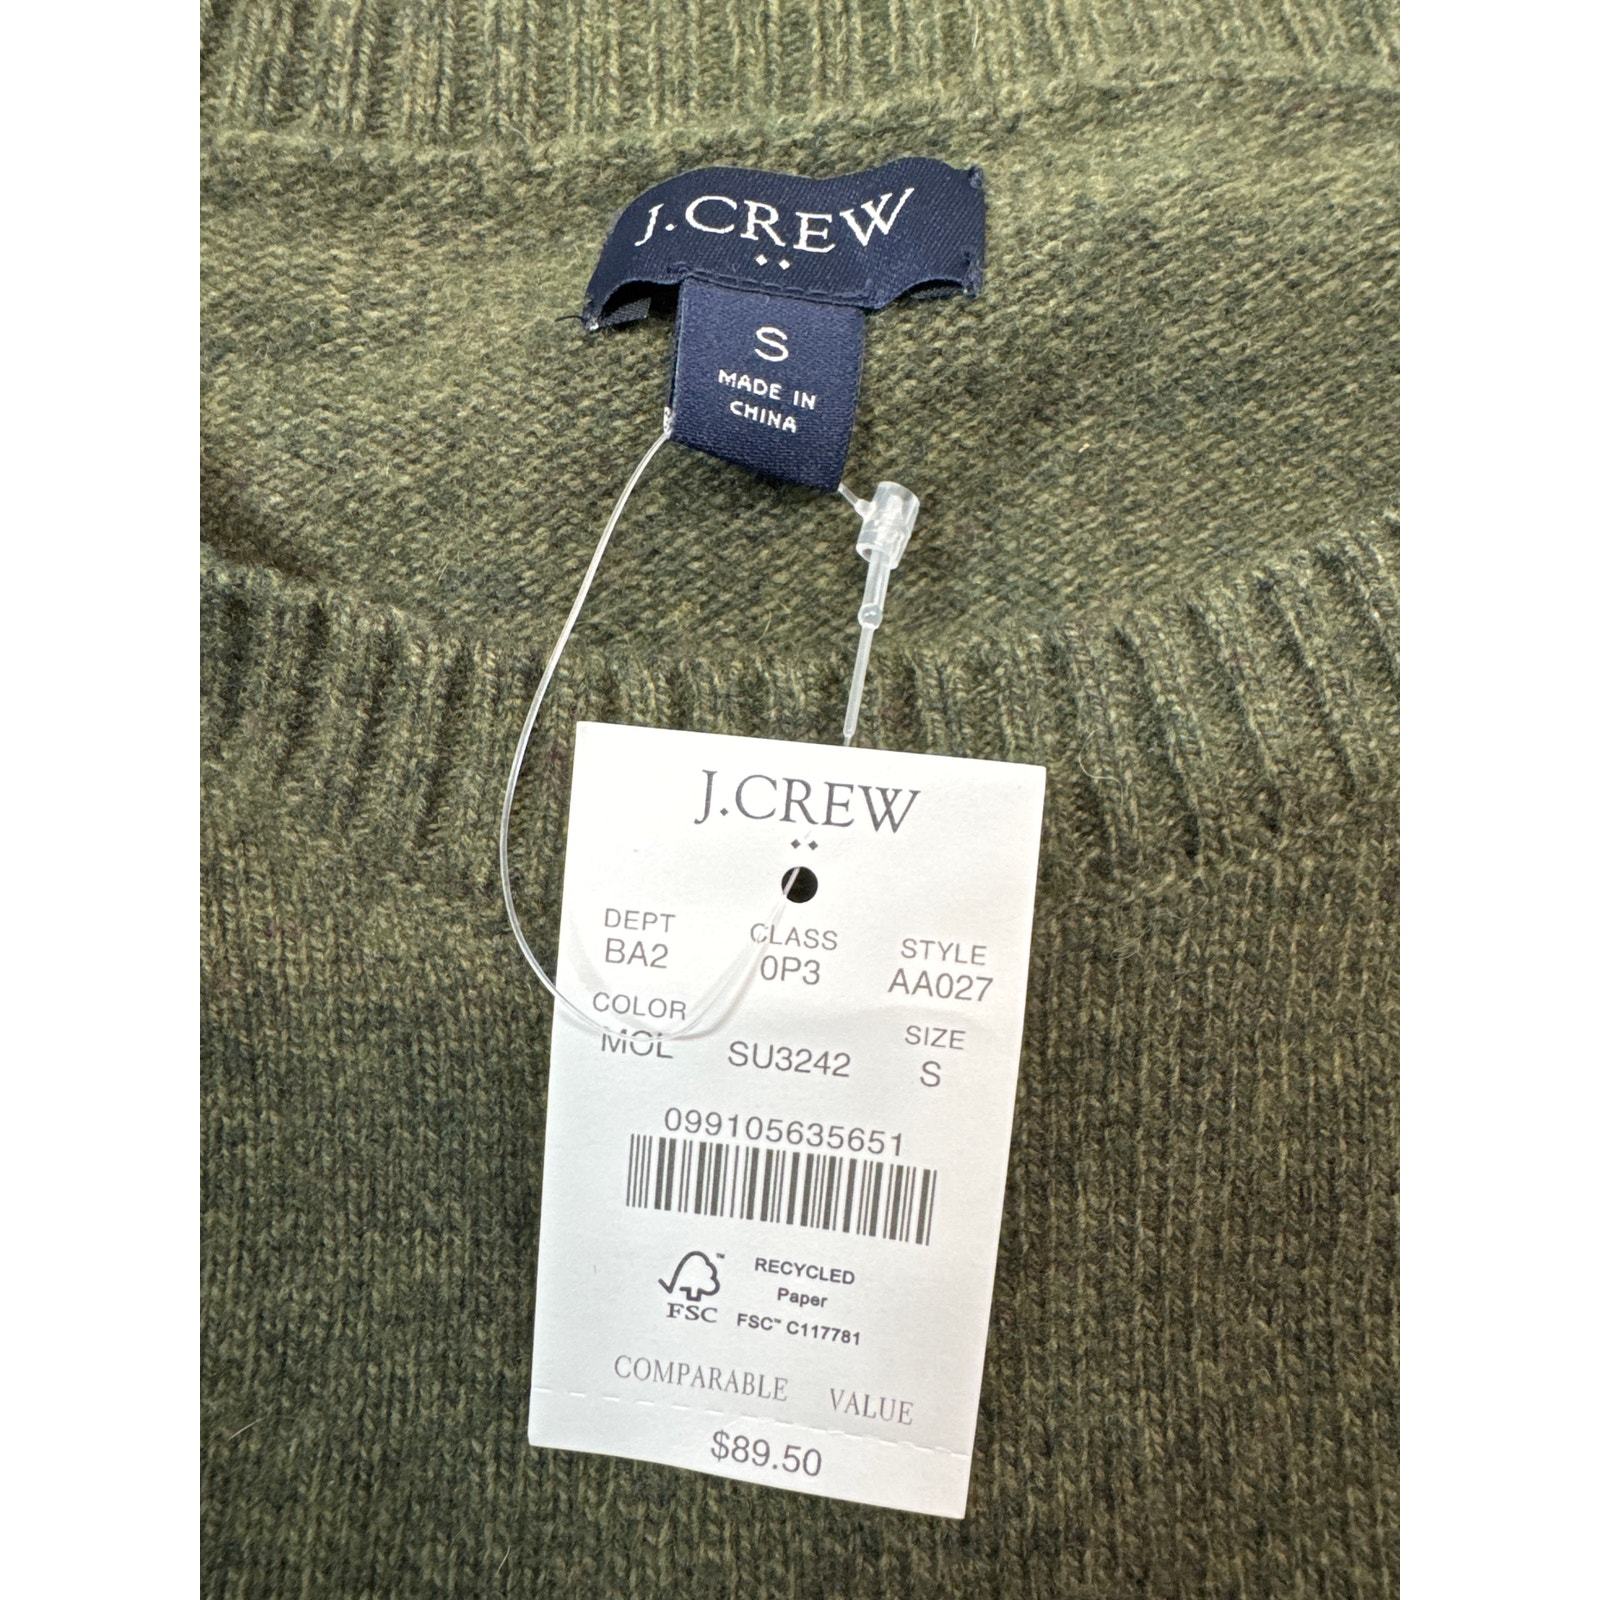 J.CREW
S
MADE IN
CHINA
J.CREW
DEPT CLASS STYLE
BA2 0P3 AA027
COLOR SIZE
MOL SU3242 S
099105635651
RECYCLED
Paper
FSC™ C117781
FSC™
COMPARABLE VALUE
$89.50